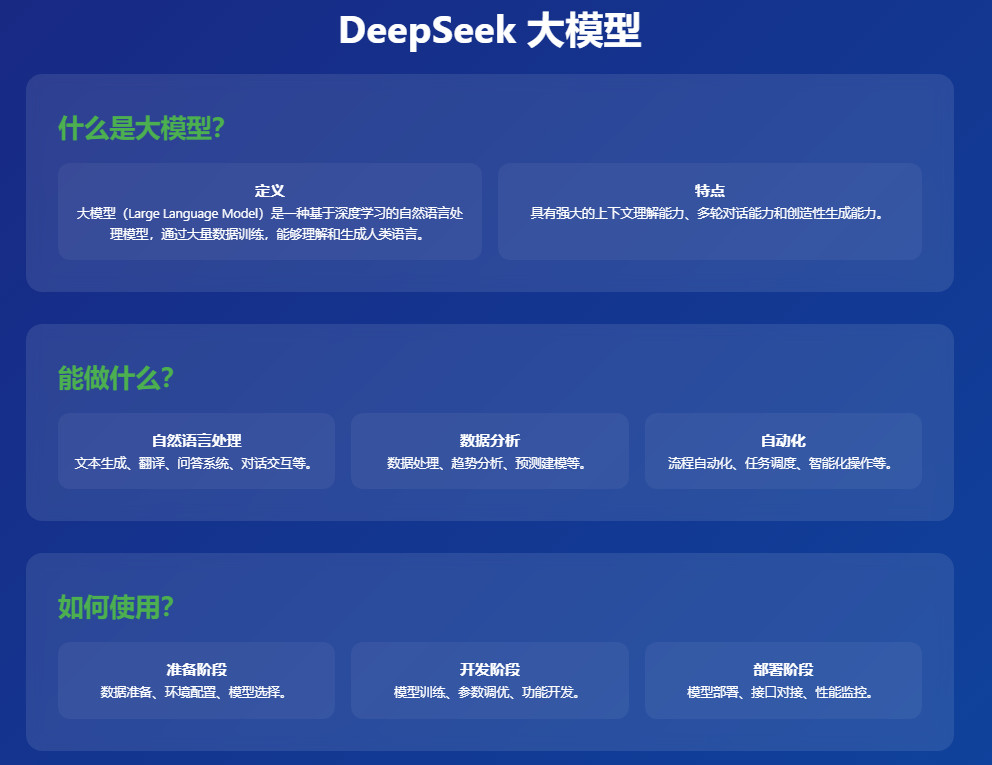 DeepSeek 大模型
什么是大模型？
定义
大模型（Large Language Model）是一种基于深度学习的自然语言处
理模型，通过大量数据训练，能够理解和生成人类语言。
特点
具有强大的上下文理解能力、多轮对话能力和创造性生成能力。
能做什么？
自然语言处理
文本生成、翻译、问答系统、对话交互等。
数据分析
数据处理、趋势分析、预测建模等。
自动化
流程自动化、任务调度、智能化操作等。
如何使用？
准备阶段
数据准备、环境配置、模型选择。
开发阶段
模型训练、参数调优、功能开发。
部署阶段
模型部署、接口对接、性能监控。